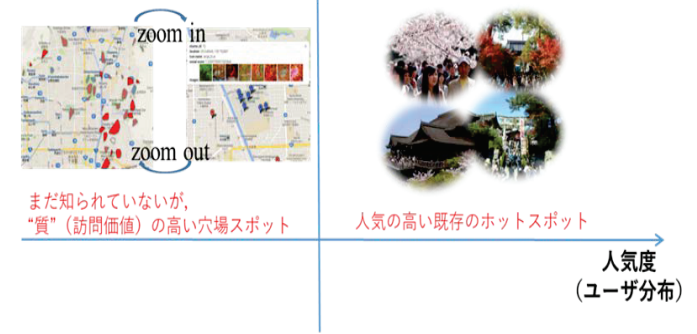 zoom in
zoom out
まだ知られていないが,
“質”（訪問価値）の高い穴場スポット
人気の高い既存のホットスポット
人気度
（ユーザ分布）